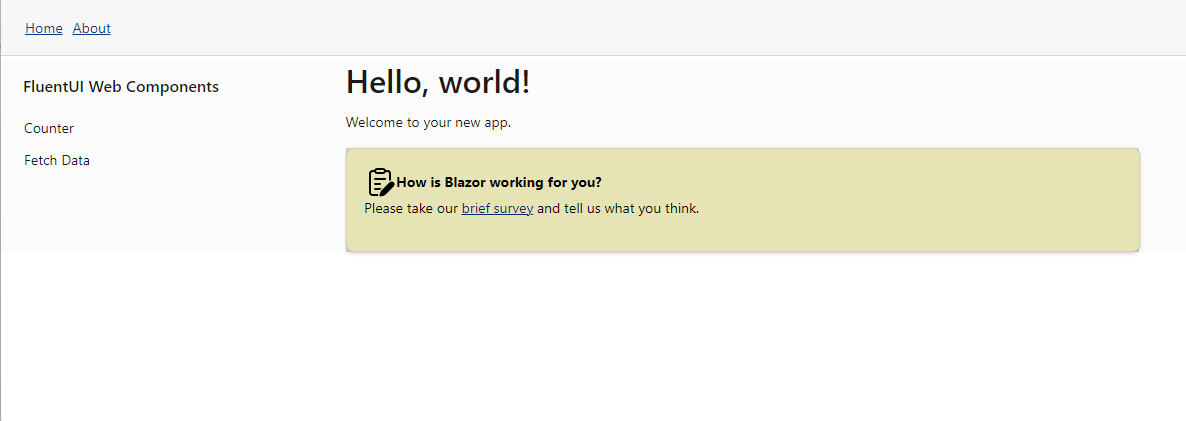 Home About
FluentUI Web Components
Counter
Fetch Data
Hello, world!
Welcome to your new app.
How is Blazor working for you?
Please take our brief survey and tell us what you think.